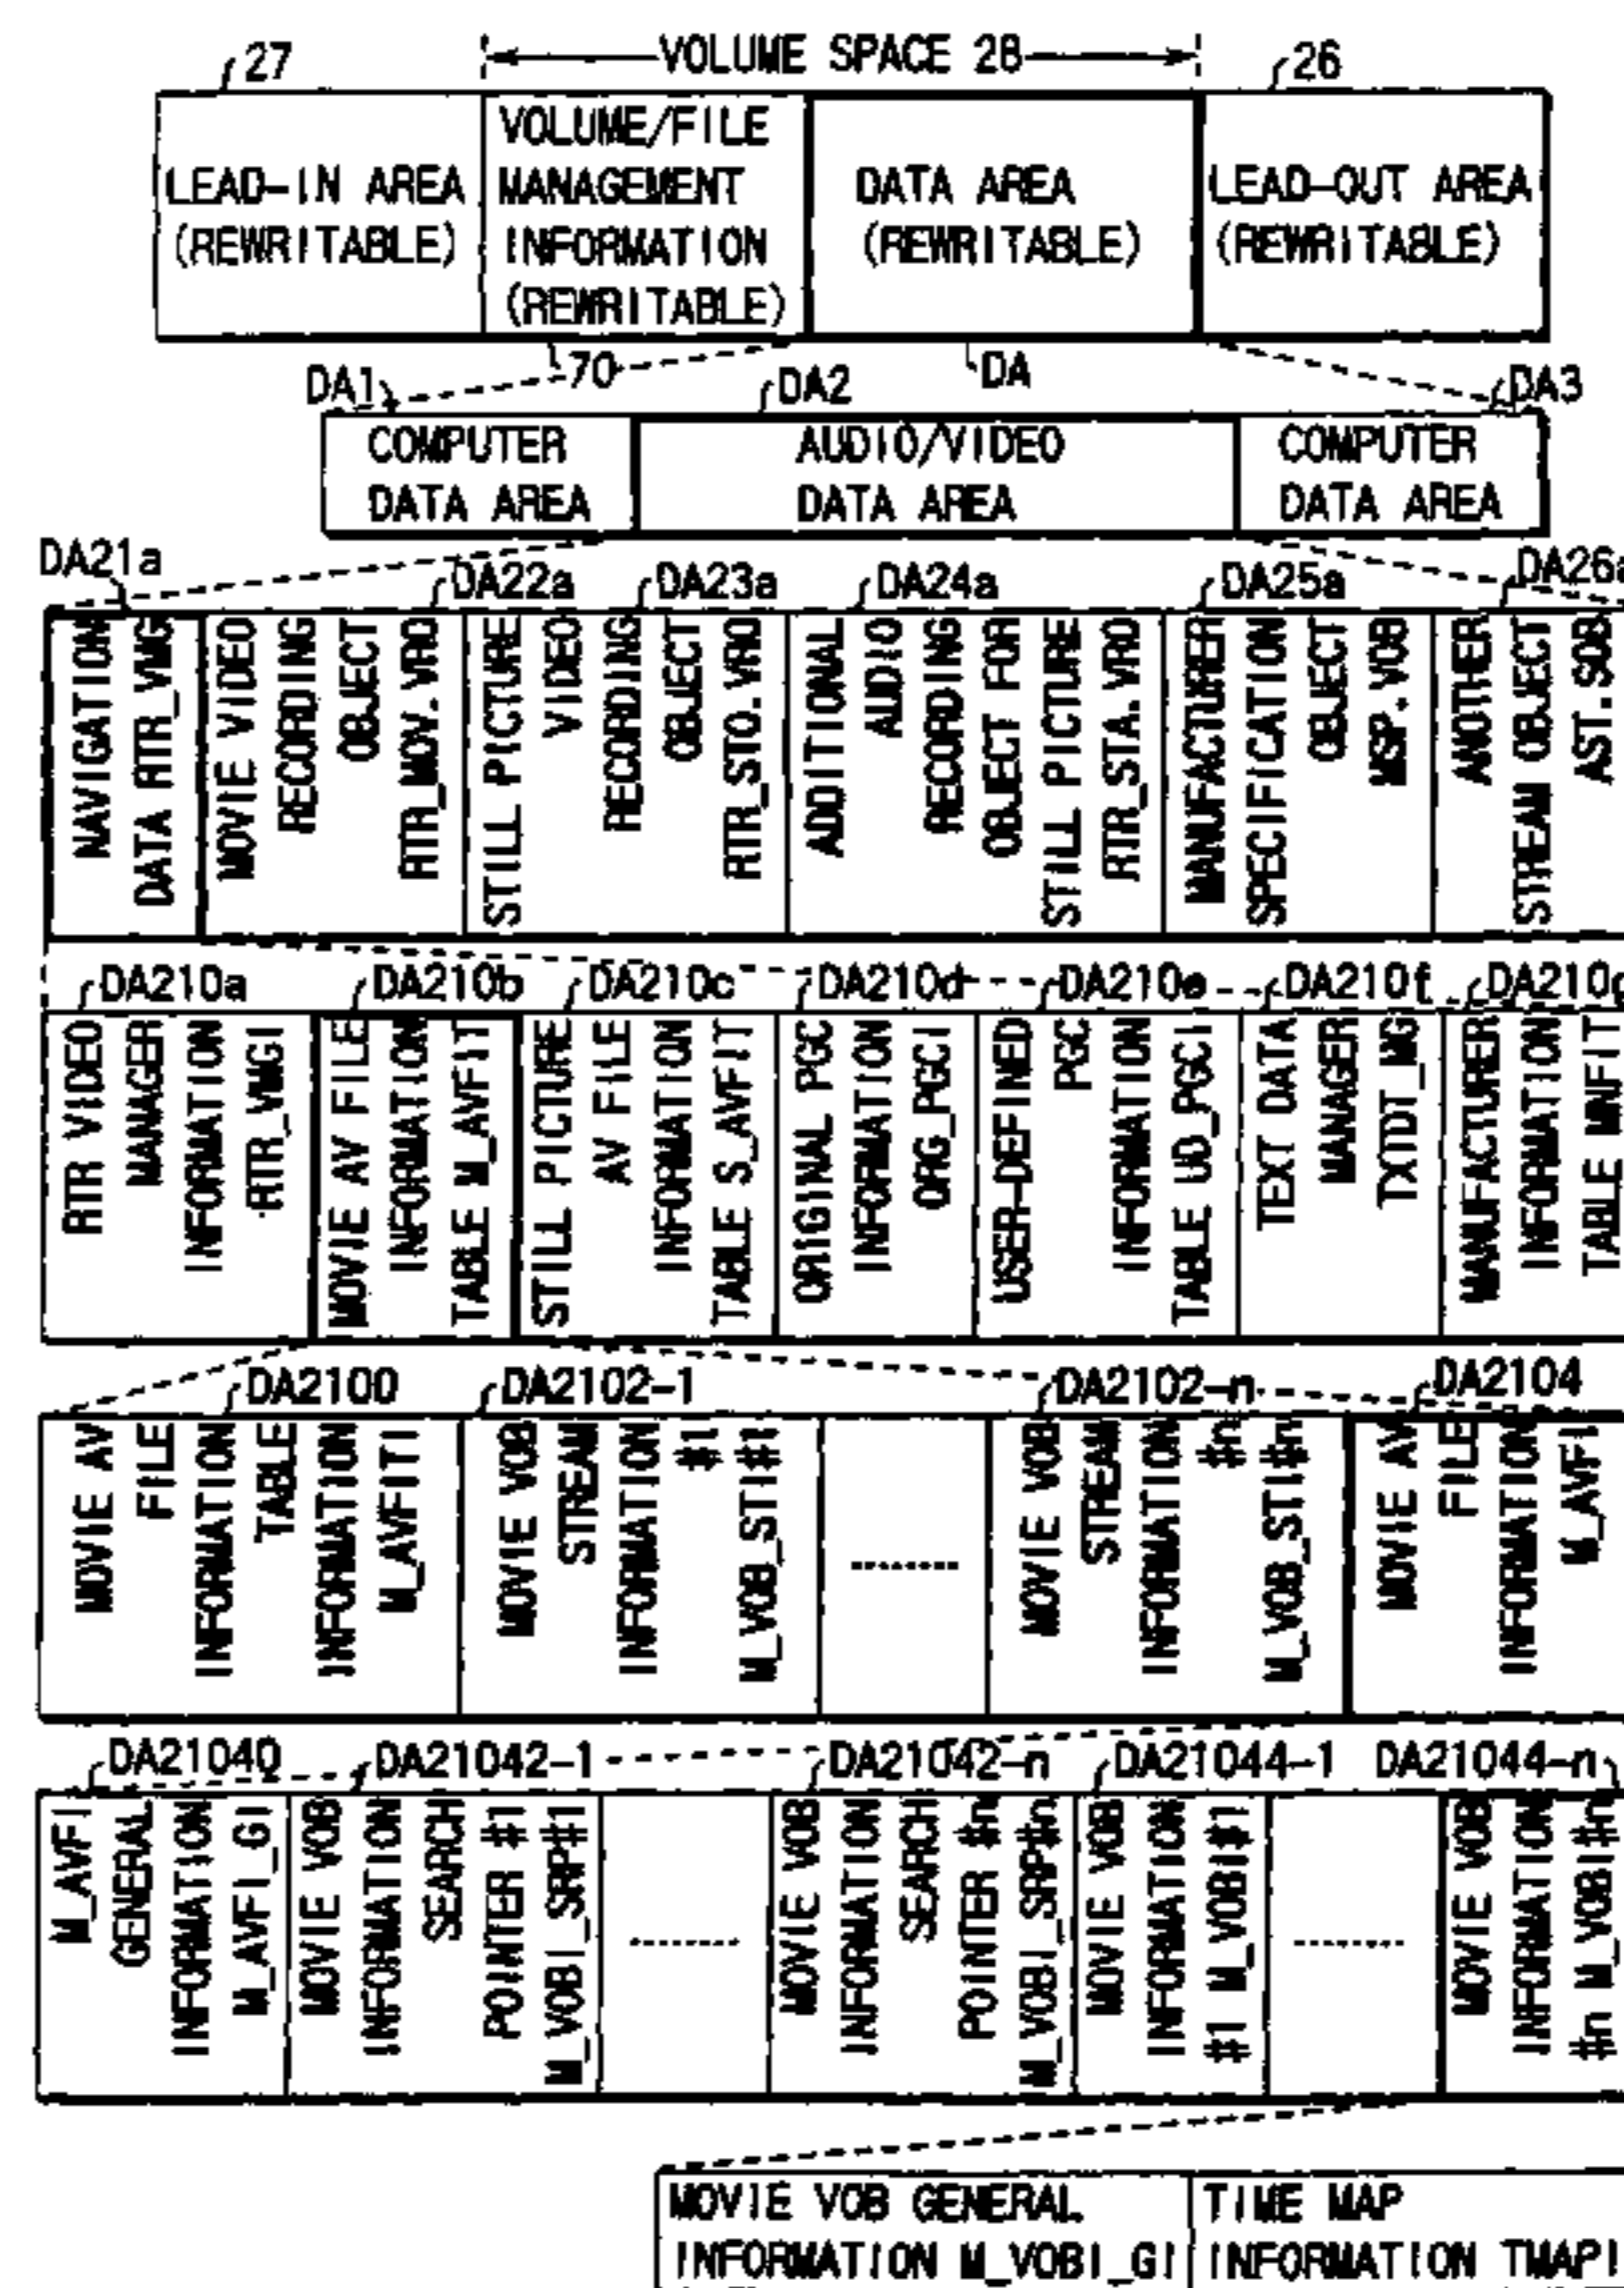 27
VOLUME SPACE 28
26
LEAD-IN AREA
(REWRITABLE)
VOLUME/FILE
MANAGEMENT
INFORMATION
(REWRITABLE)
DATA AREA
(REWRITABLE)
LEAD-OUT AREA
(REWRITABLE)
70
DA
DA1
DA2
DA3
COMPUTER
DATA AREA
AUDIO/VIDEO
DATA AREA
COMPUTER
DATA AREA
DA21a
DA22a
DA23a
DA24a
DA25a
DA26a
NAVIGATION
DATA RTR_VMG
MOVIE VIDEO
RECORDING
OBJECT
RTR_MOV.VRO
STILL PICTURE
VIDEO
RECORDING
OBJECT
RTR_STO.VRO
ADDITIONAL
AUDIO
RECORDING
OBJECT FOR
STILL PICTURE
RTR_STA.VRO
MANUFACTURER
SPECIFICATION
OBJECT
MSP.VOB
ANOTHER
STREAM OBJECT
AST.SOB
DA210a
DA210b
DA210c
DA210d
DA210e
DA210f
DA210g
RTR VIDEO
MANAGER
INFORMATION
RTR_VMGI
MOVIE AV FILE
INFORMATION
TABLE M_AVFIT
STILL PICTURE
AV FILE
INFORMATION
TABLE S_AVFIT
ORIGINAL PGC
INFORMATION
ORG_PGCI
USER-DEFINED
PGC
INFORMATION
TABLE UD_PGCI
TEXT DATA
MANAGER
TXTDT_MG
MANUFACTURER
INFORMATION
TABLE MNFIT
DA2100
DA2102-1
DA2102-n
DA2104
MOVIE AV
FILE
INFORMATION
TABLE
INFORMATION
M_AVFITI
MOVIE VOB
STREAM
INFORMATION
#1
M_VOB_STI#1
........
MOVIE VOB
STREAM
INFORMATION
#n
M_VOB_STI#n
MOVIE AV
FILE
INFORMATION
M_AVFI
DA21040
DA21042-1
DA21042-n
DA21044-1
DA21044-n
M_AVFI
GENERAL
INFORMATION
M_AVFI_GI
MOVIE VOB
INFORMATION
SEARCH
POINTER #1
M_VOBI_SRP#1
........
MOVIE VOB
INFORMATION
SEARCH
POINTER #n
M_VOBI_SRP#n
MOVIE VOB
INFORMATION
#1 M_VOBI#1
........
MOVIE VOB
INFORMATION
#n M_VOBI#n
MOVIE VOB GENERAL
INFORMATION M_VOBI_GI
TIME MAP
INFORMATION TMAPI